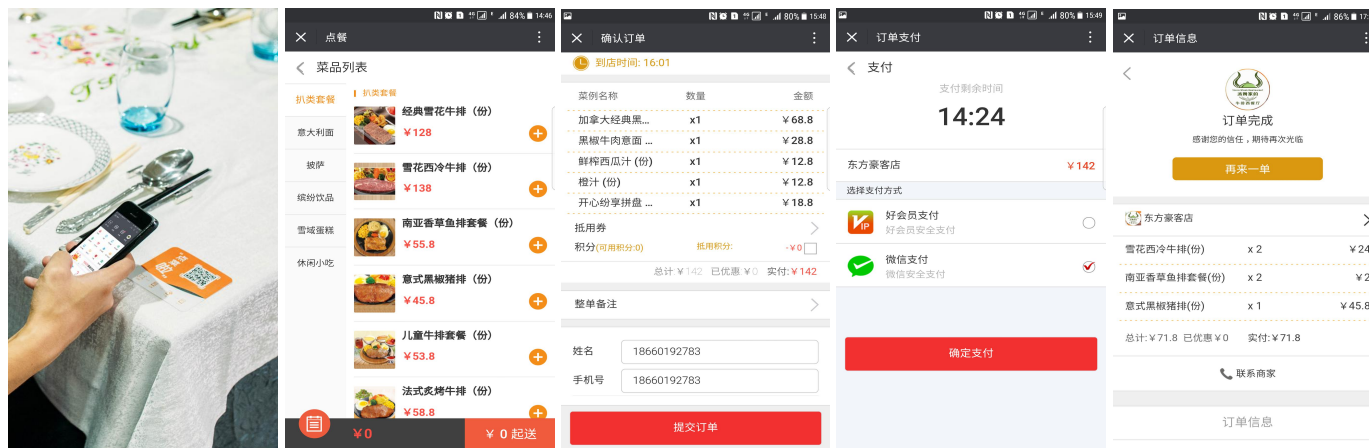 84% 14:46
点餐
菜品列表
扒类套餐
意大利面
披萨
缤纷饮品
雪域蛋糕
休闲小吃
扒类套餐
经典雪花牛排（份）
￥128
雪花西冷牛排（份）
￥138
南亚香草鱼排套餐（份）
￥55.8
意式黑椒猪排（份）
￥45.8
儿童牛排套餐（份）
￥53.8
法式炙烤牛排（份）
￥58.8
￥0
￥ 0 起送
80% 15:48
确认订单
到店时间: 16:01
菜例名称 数量 金额
加拿大经典黑... x1 ￥68.8
黑椒牛肉意面 ... x1 ￥28.8
鲜榨西瓜汁 (份) x1 ￥12.8
橙汁 (份) x1 ￥12.8
开心纷享拼盘 ... x1 ￥18.8
抵用券
积分(可用积分:0) 抵用积分: -￥0
总计 ￥142 已优惠 ￥0 实付:￥142
整单备注
姓名 18660192783
手机号 18660192783
提交订单
80% 15:49
订单支付
支付
支付剩余时间
14:24
东方豪客店 ￥142
选择支付方式
VIP
好会员支付
好会员安全支付
微信支付
微信安全支付
确定支付
86% 17:
订单信息
订单完成
感谢您的信任，期待再次光临
再来一单
东方豪客店
雪花西冷牛排(份) x 2 ￥24
南亚香草鱼排套餐(份) x 2 ￥2
意式黑椒猪排(份) x 1 ￥45.8
总计:￥71.8 已优惠￥0 实付:￥71.8
联系商家
订单信息